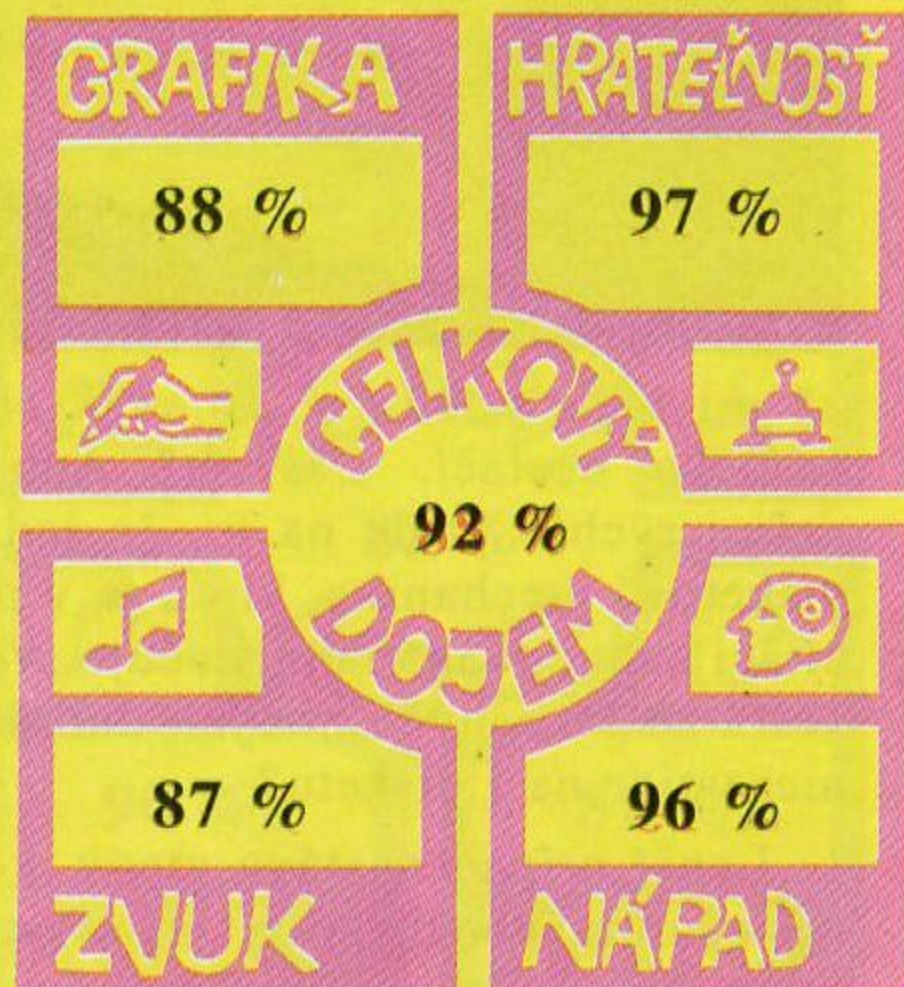 GRAFIKA
88 %
HRATEĽNOSŤ
97 %
CELKOVÝ
92 %
DOJEM
87 %
ZVUK
96 %
NÁPAD